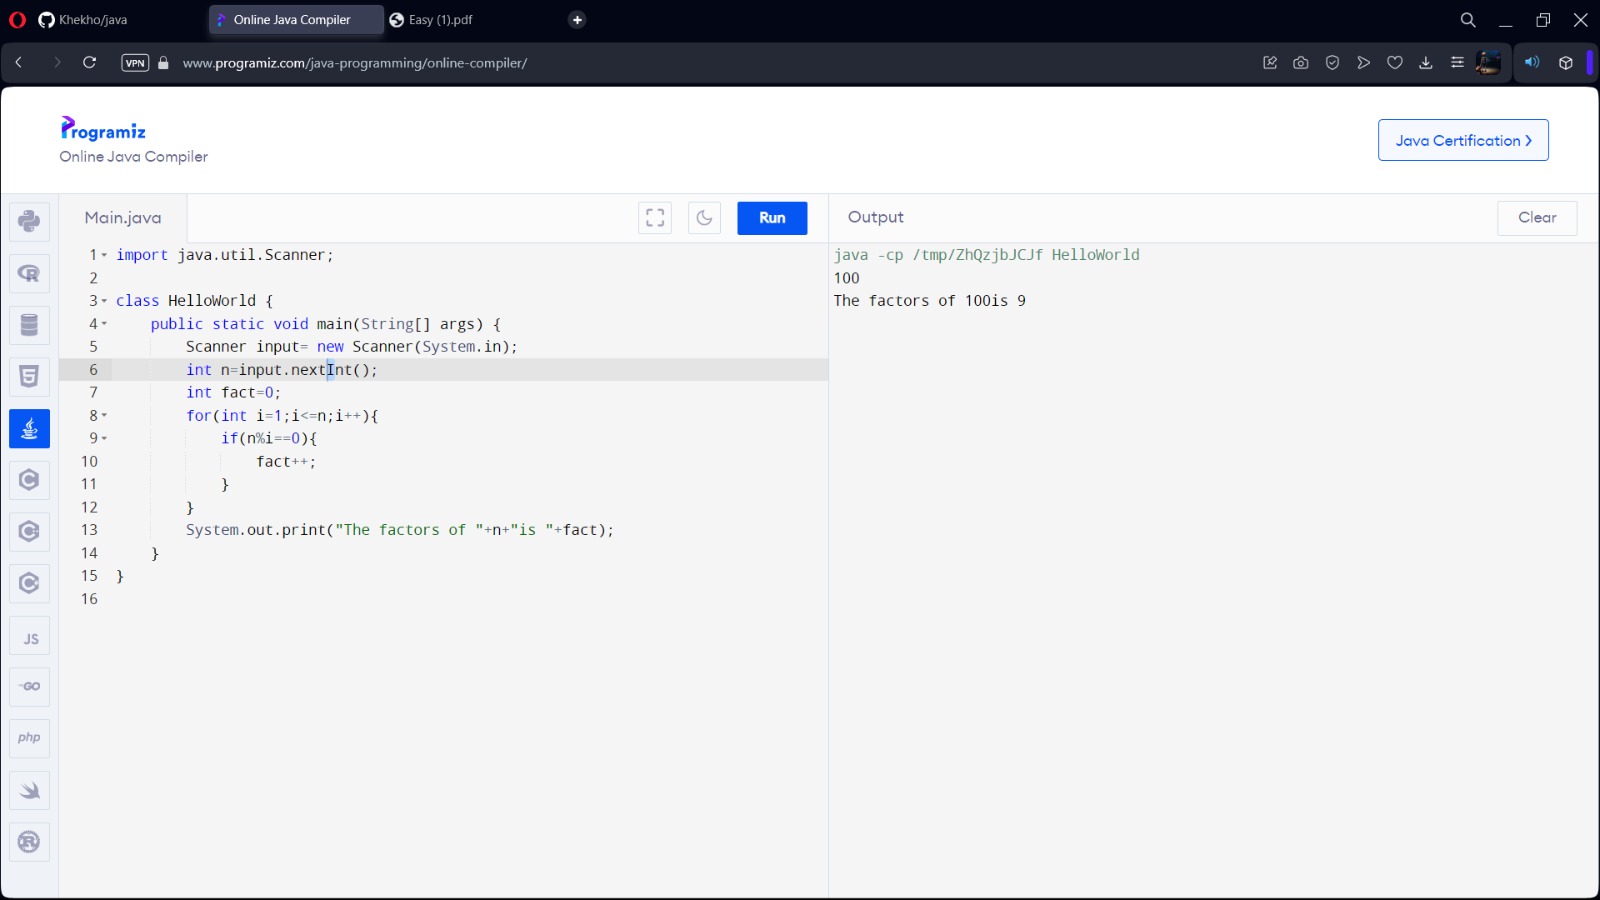 Khekho/java
Online Java Compiler
Easy (1).pdf
VPN
www.programiz.com/java-programming/online-compiler/
Programiz
Online Java Compiler
Java Certification
Main.java
Run
Output
Clear
1 import java.util.Scanner;
2
3 class HelloWorld {
4 public static void main(String[] args) {
5 Scanner input= new Scanner(System.in);
6 int n=input.nextInt();
7 int fact=0;
8 for(int i=1;i<=n;i++){
9 if(n%i==0){
10 fact++;
11 }
12 }
13 System.out.print("The factors of "+n+"is "+fact);
14 }
15 }
16
java -cp /tmp/ZhQzjbJCJf HelloWorld
100
The factors of 100is 9
R
5
C
C
C
JS
GO
php
R